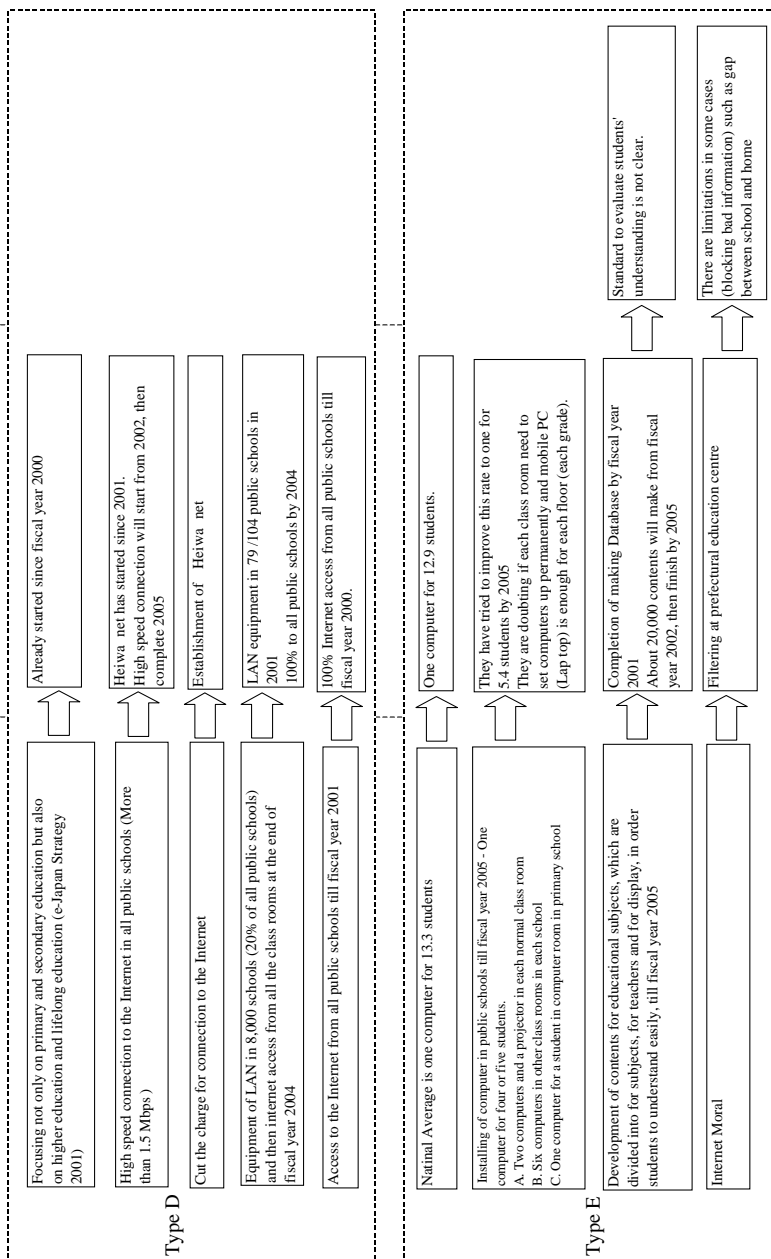 Type D
Focusing not only on primary and secondary education but also
on higher education and lifelong education (e-Japan Strategy
2001)
Already started since fiscal year 2000
High speed connection to the Internet in all public schools (More
than 1.5 Mbps )
Heiwa  net has started since 2001.
High speed connection will start from 2002, then
complete 2005
Cut the charge for connection to the Internet
Establishment of   Heiwa  net
Equipment of LAN in 8,000 schools (20% of all public schools)
and then internet access from all the class rooms at the end of
fiscal year 2004
LAN equipment in 79 /104 public schools in
2001
100% to all public schools by 2004
Access to the Internet from all public schools till fiscal year 2001
100% Internet access from all public schools till
fiscal year 2000.
Type E
Natinal Average is one computer for 13.3 students
One computer for 12.9 students.
Installing of computer in public schools till fiscal year 2005 - One
computer for four or five students.
A. Two computers and a projector in each normal class room
B. Six computers in other class rooms in each school
C. One computer for a student in computer room in primary school
They have tried to improve this rate to one for
5.4 students by 2005
They are doubting if each class room need to
set computers up permanently and mobile PC
(Lap top) is enough for each floor (each grade).
Development of contents for educational subjects, which are
divided into for subjects, for teachers and for display, in order
students to understand easily, till fiscal year 2005
Completion of making Database by fiscal year
2001
About 20,000 contents will make from fiscal
year 2002, then finish by 2005
Standard to evaluate students'
understanding is not clear.
Internet Moral
Filtering at prefectural education centre
There are limitations in some cases
(blocking bad information) such as gap
between school and home